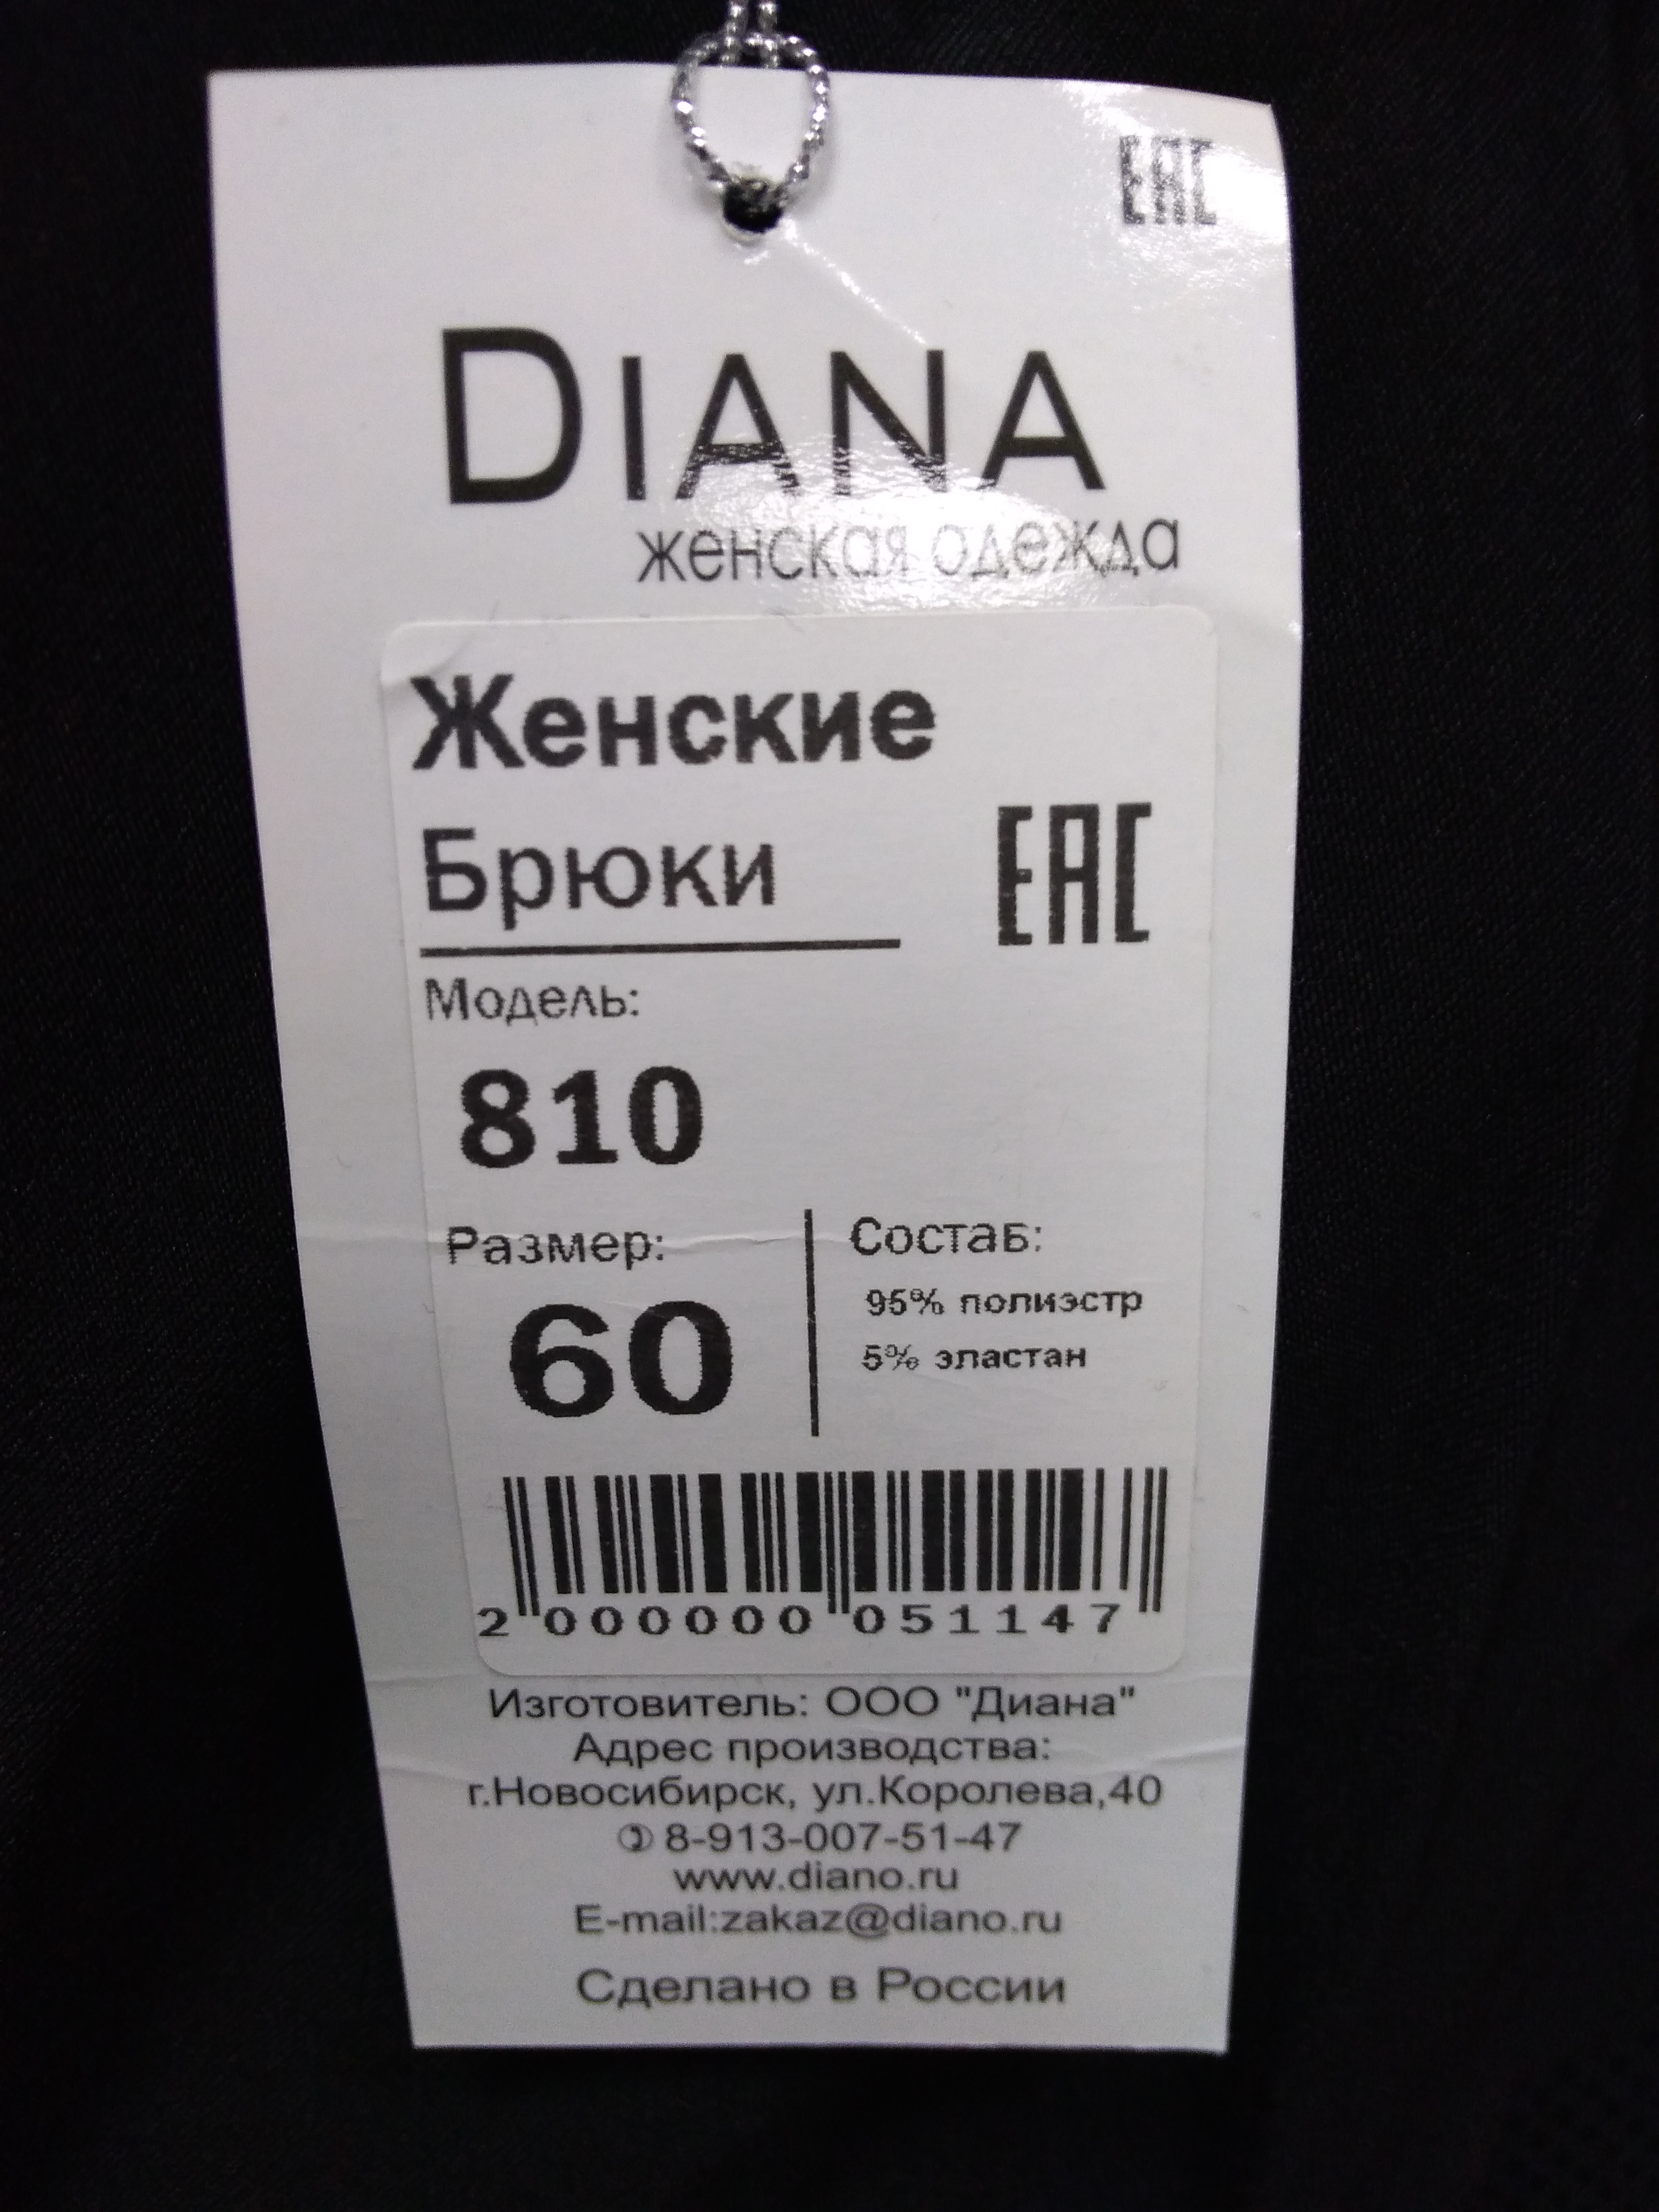 EAC
DIANA
женская одежда
Женские
Брюки
EAC
Модель:
810
Размер:
60
Состав:
95% полиэстр
5% эластан
2 000000 051147
Изготовитель: ООО "Диана"
Адрес производства:
г.Новосибирск, ул.Королева,40
✆ 8-913-007-51-47
www.diano.ru
E-mail:zakaz@diano.ru
Сделано в России